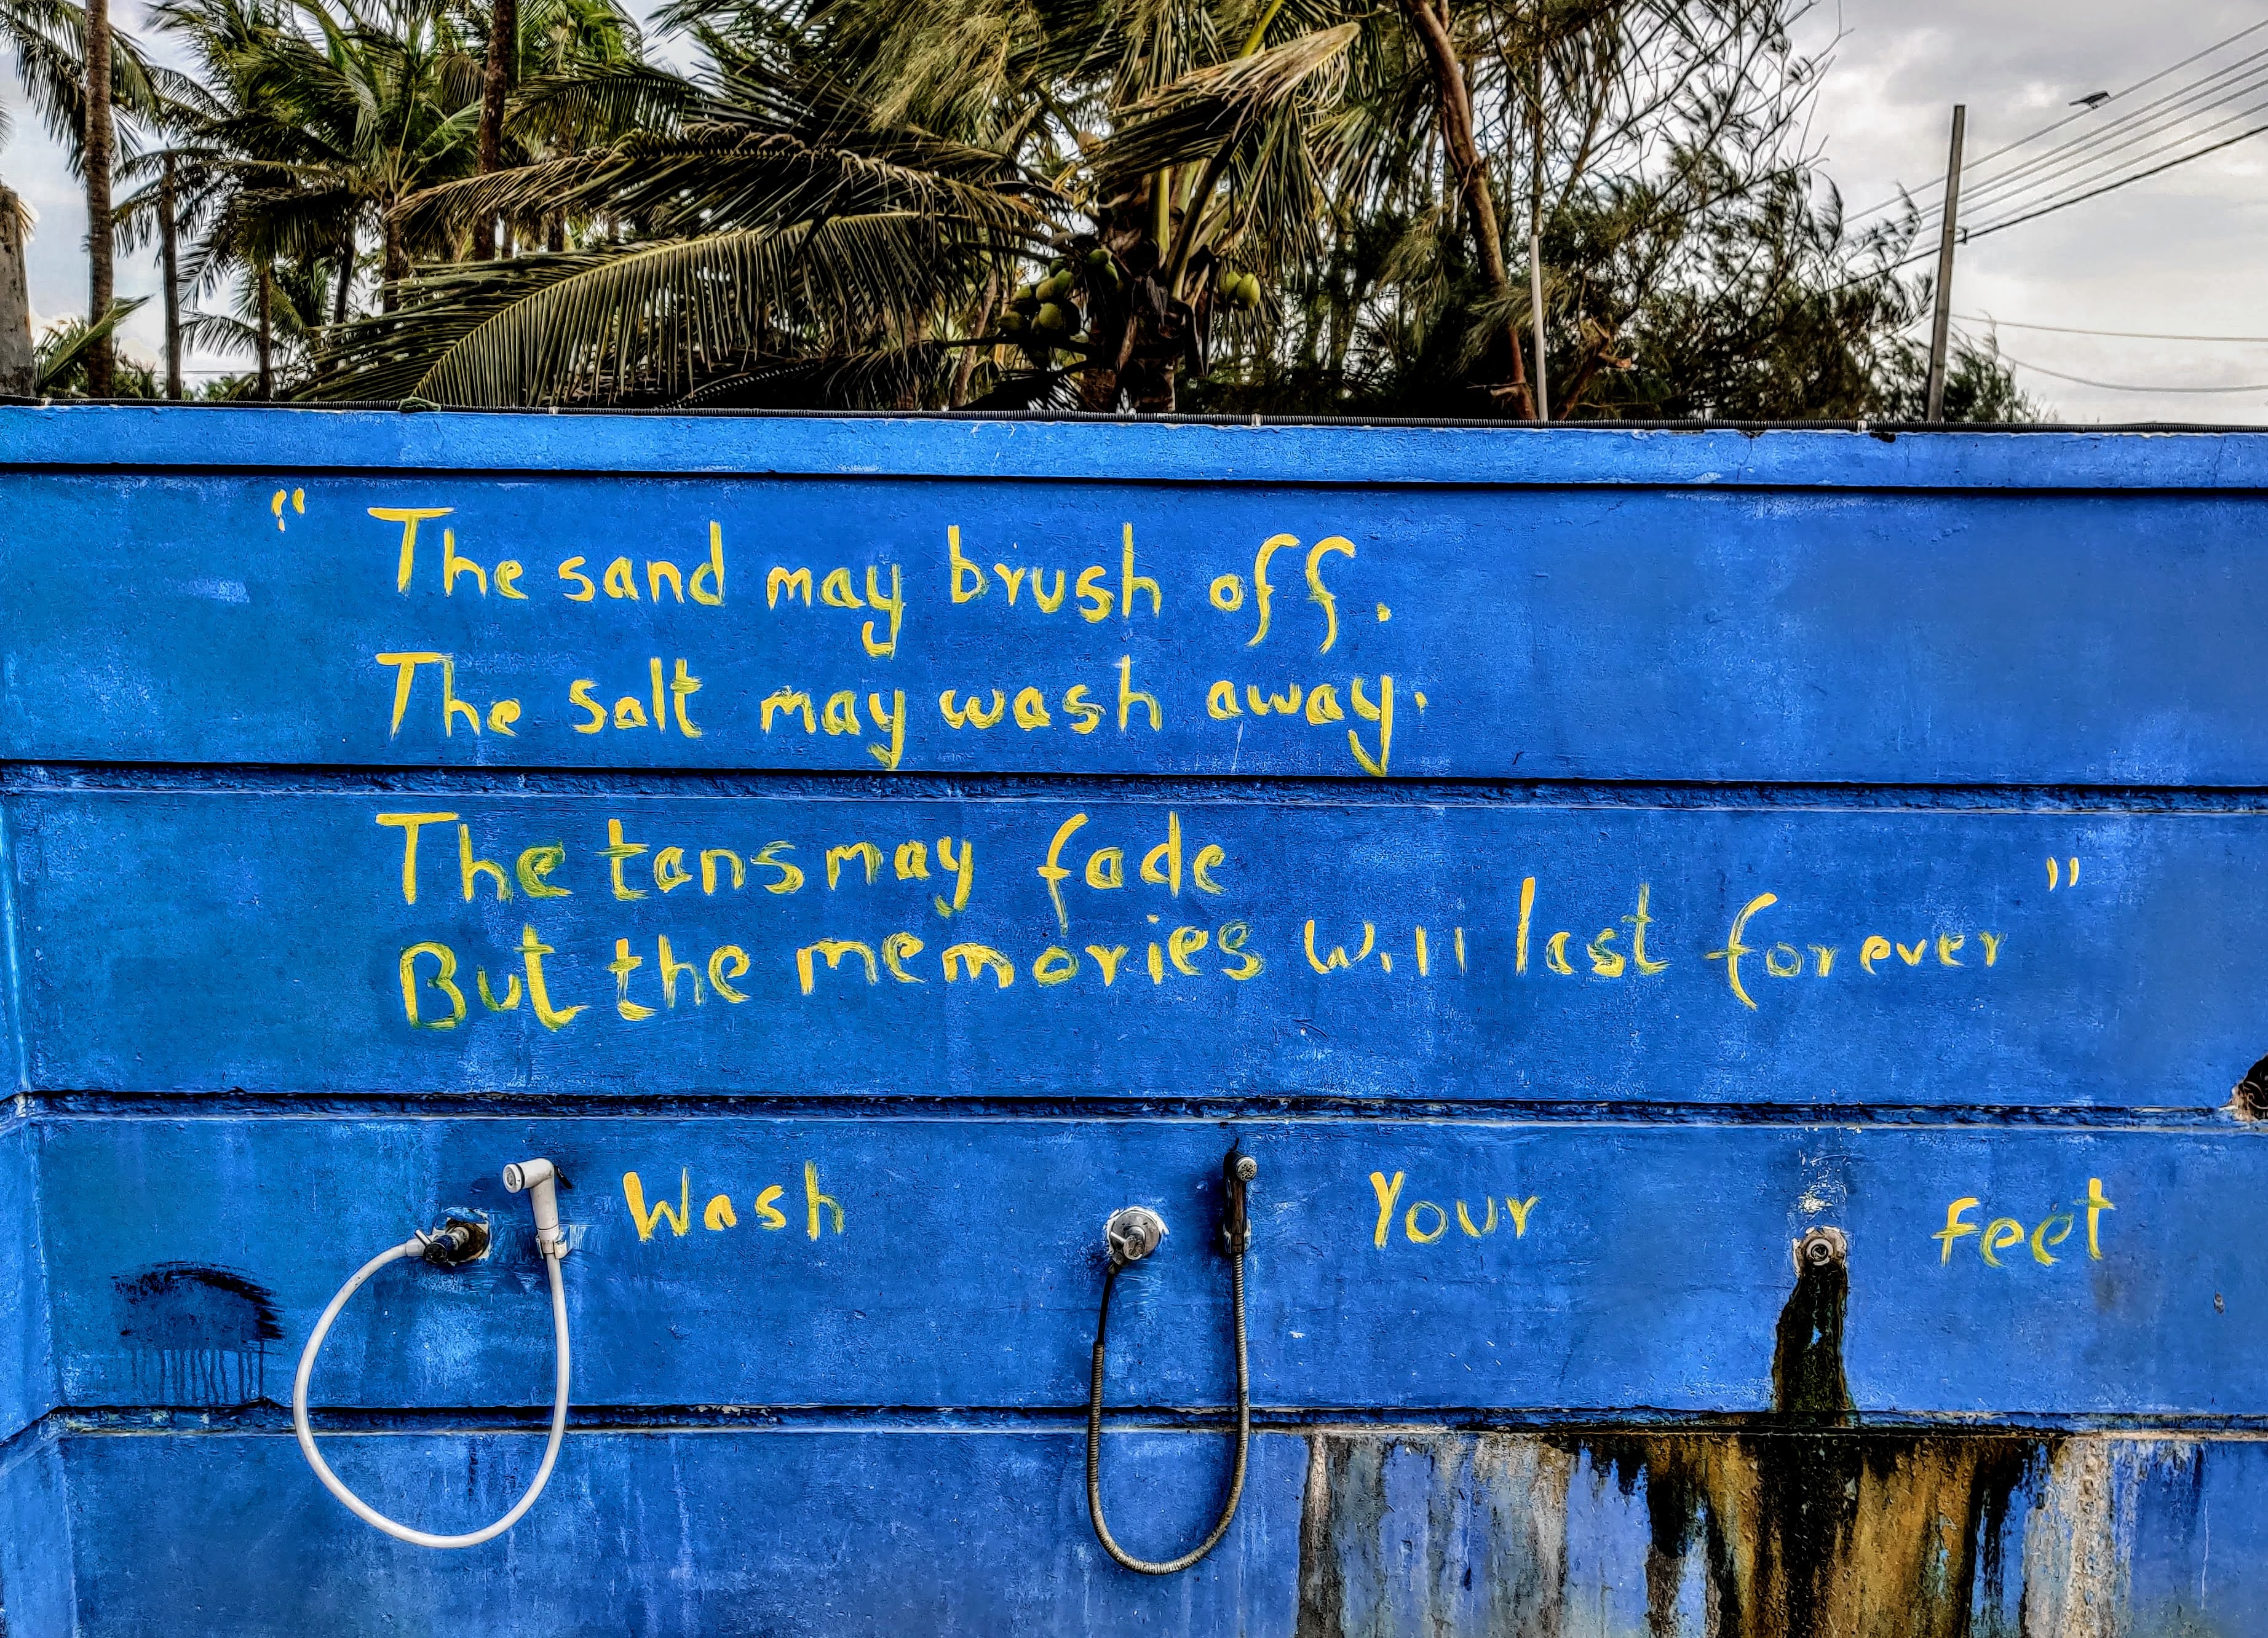 " The sand may brush off.
The salt may wash away.
The tans may fade
But the memories will last forever "
Wash Your feet